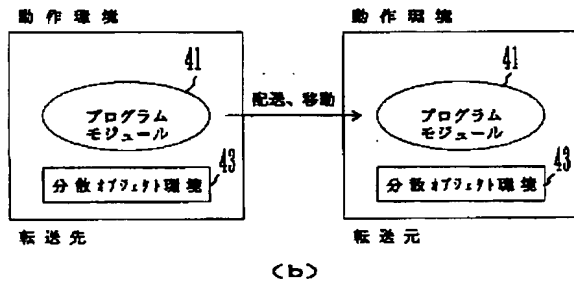 動作環境
動作環境
41
41
プログラム
モジュール
配送、移動
プログラム
モジュール
43
43
分散オブジェクト環境
分散オブジェクト環境
転送先
転送元
(b)